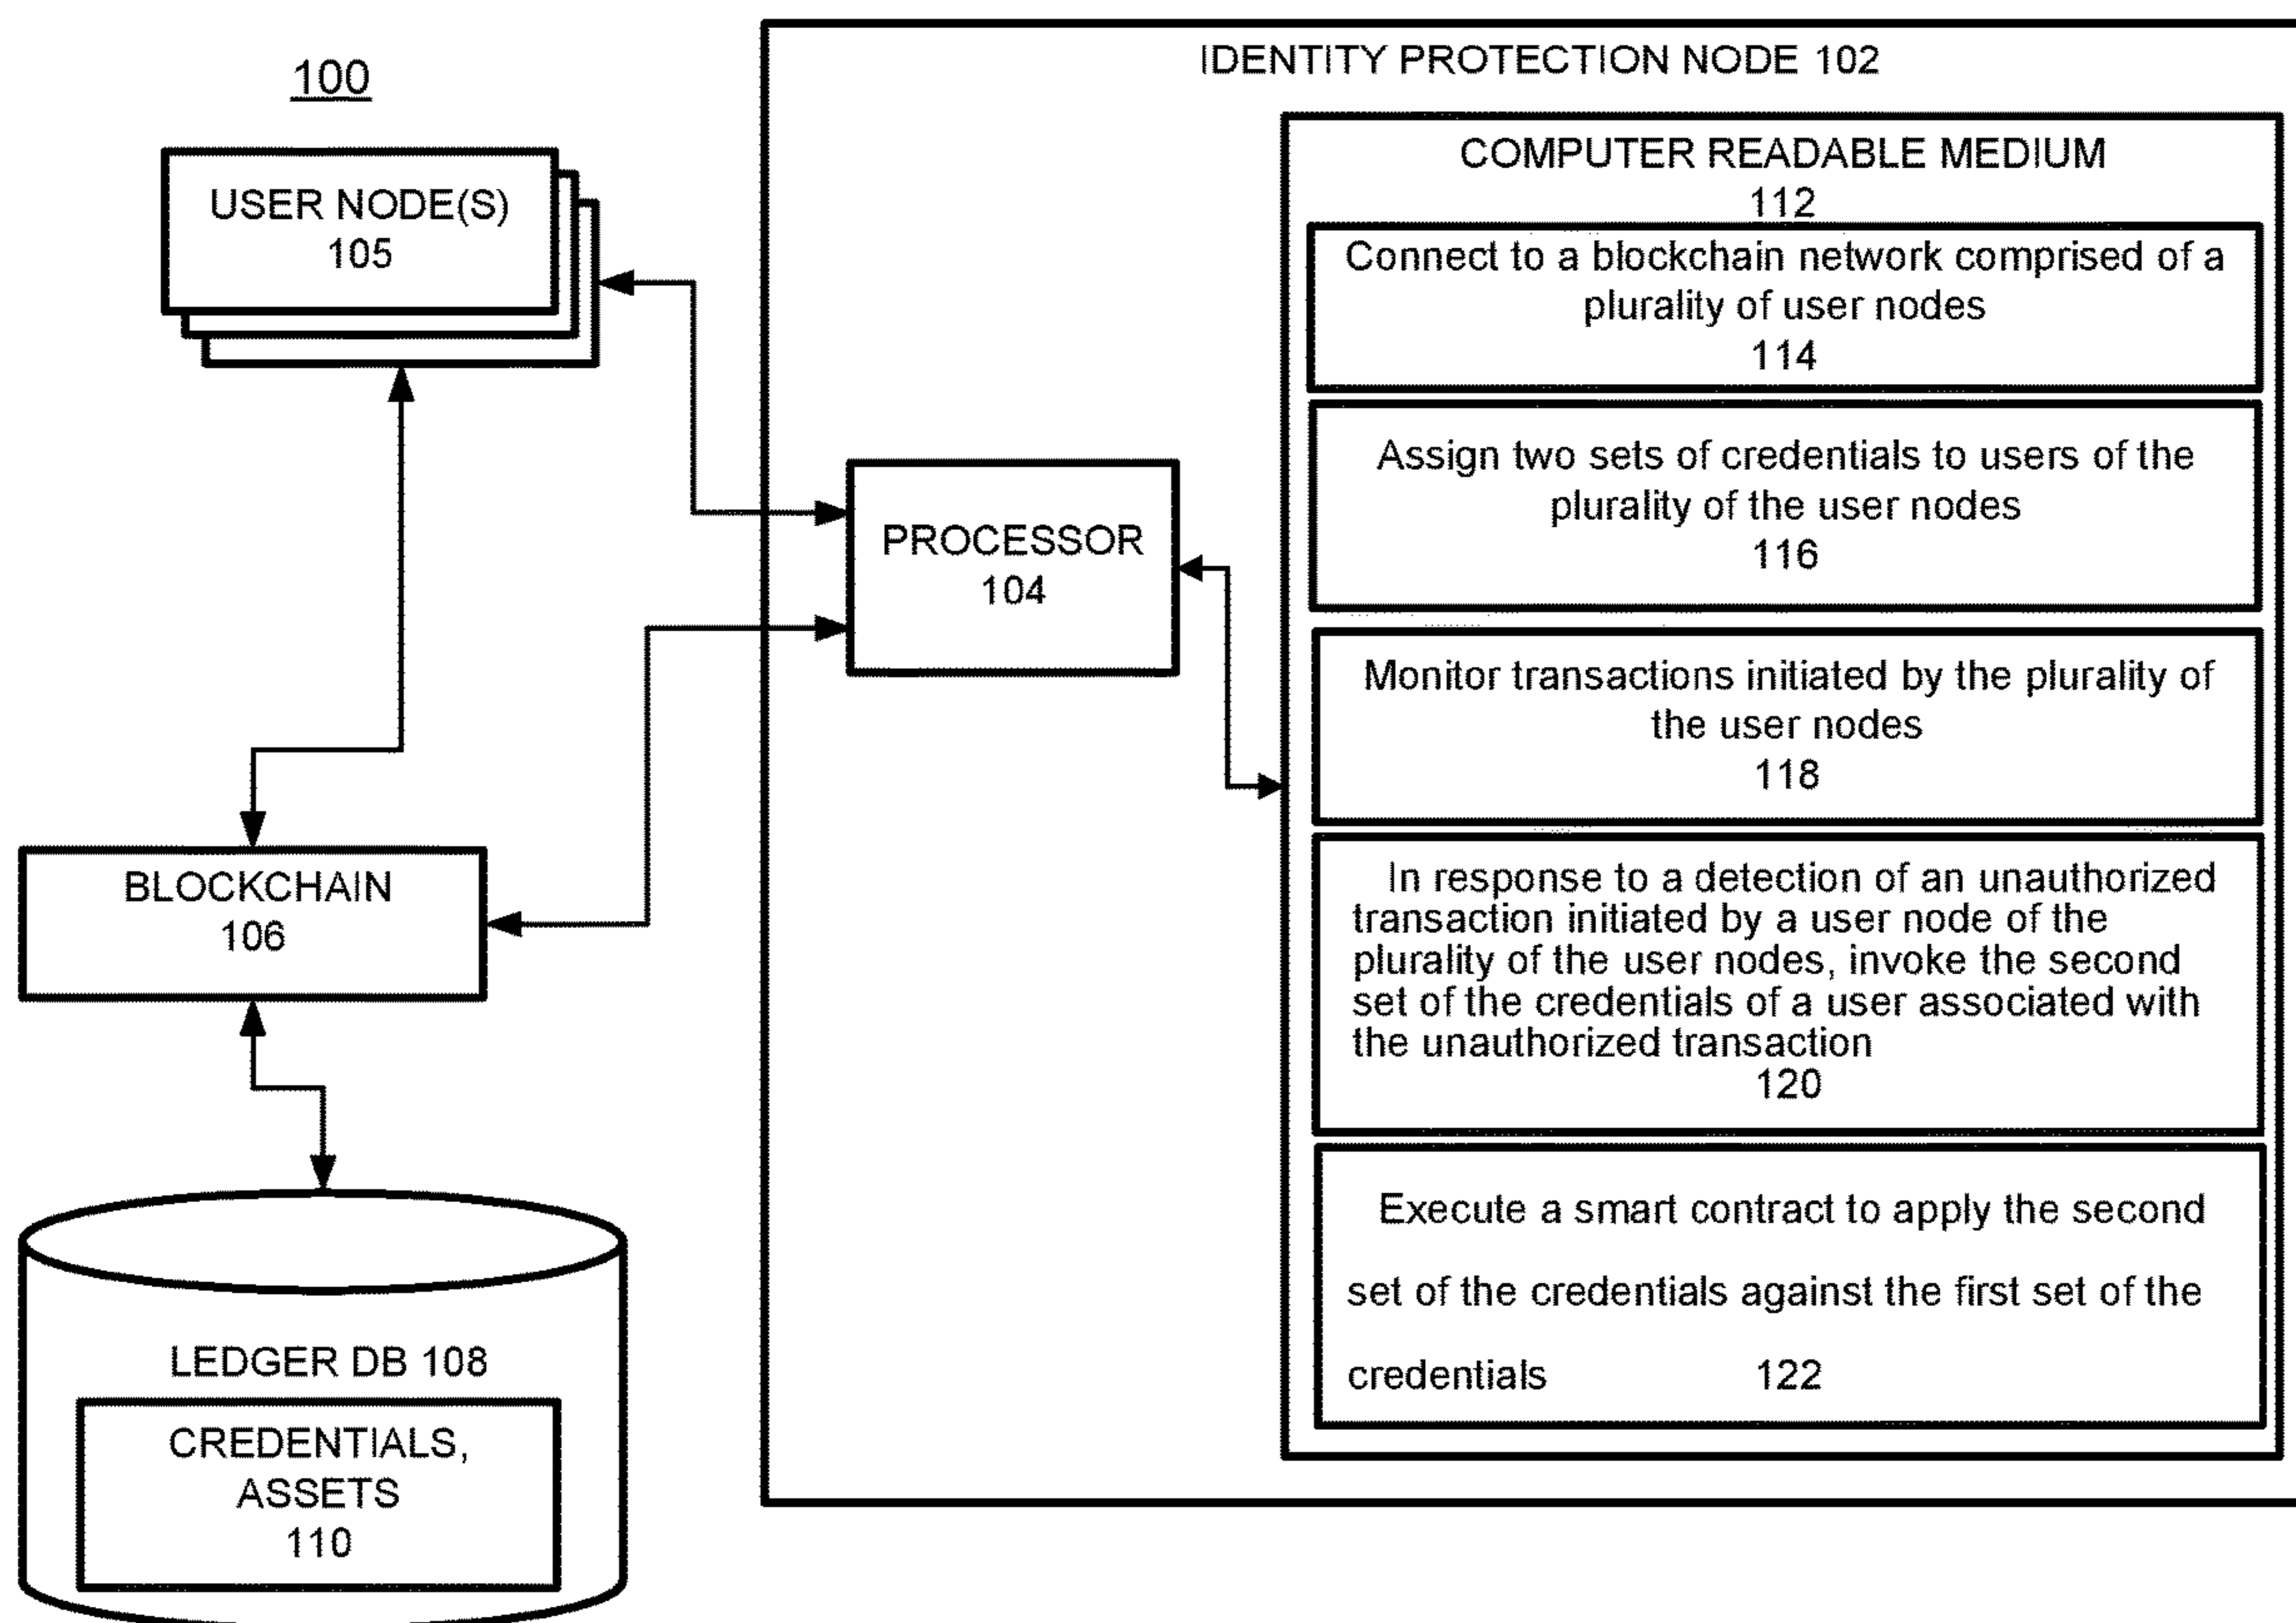 100
USER NODE(S)
105
BLOCKCHAIN
106
LEDGER DB 108
CREDENTIALS,
ASSETS
110
IDENTITY PROTECTION NODE 102
PROCESSOR
104
COMPUTER READABLE MEDIUM
112
Connect to a blockchain network comprised of a
plurality of user nodes
114
Assign two sets of credentials to users of the
plurality of the user nodes
116
Monitor transactions initiated by the plurality of
the user nodes
118
In response to a detection of an unauthorized
transaction initiated by a user node of the
plurality of the user nodes, invoke the second
set of the credentials of a user associated with
the unauthorized transaction
120
Execute a smart contract to apply the second
set of the credentials against the first set of the
credentials 122